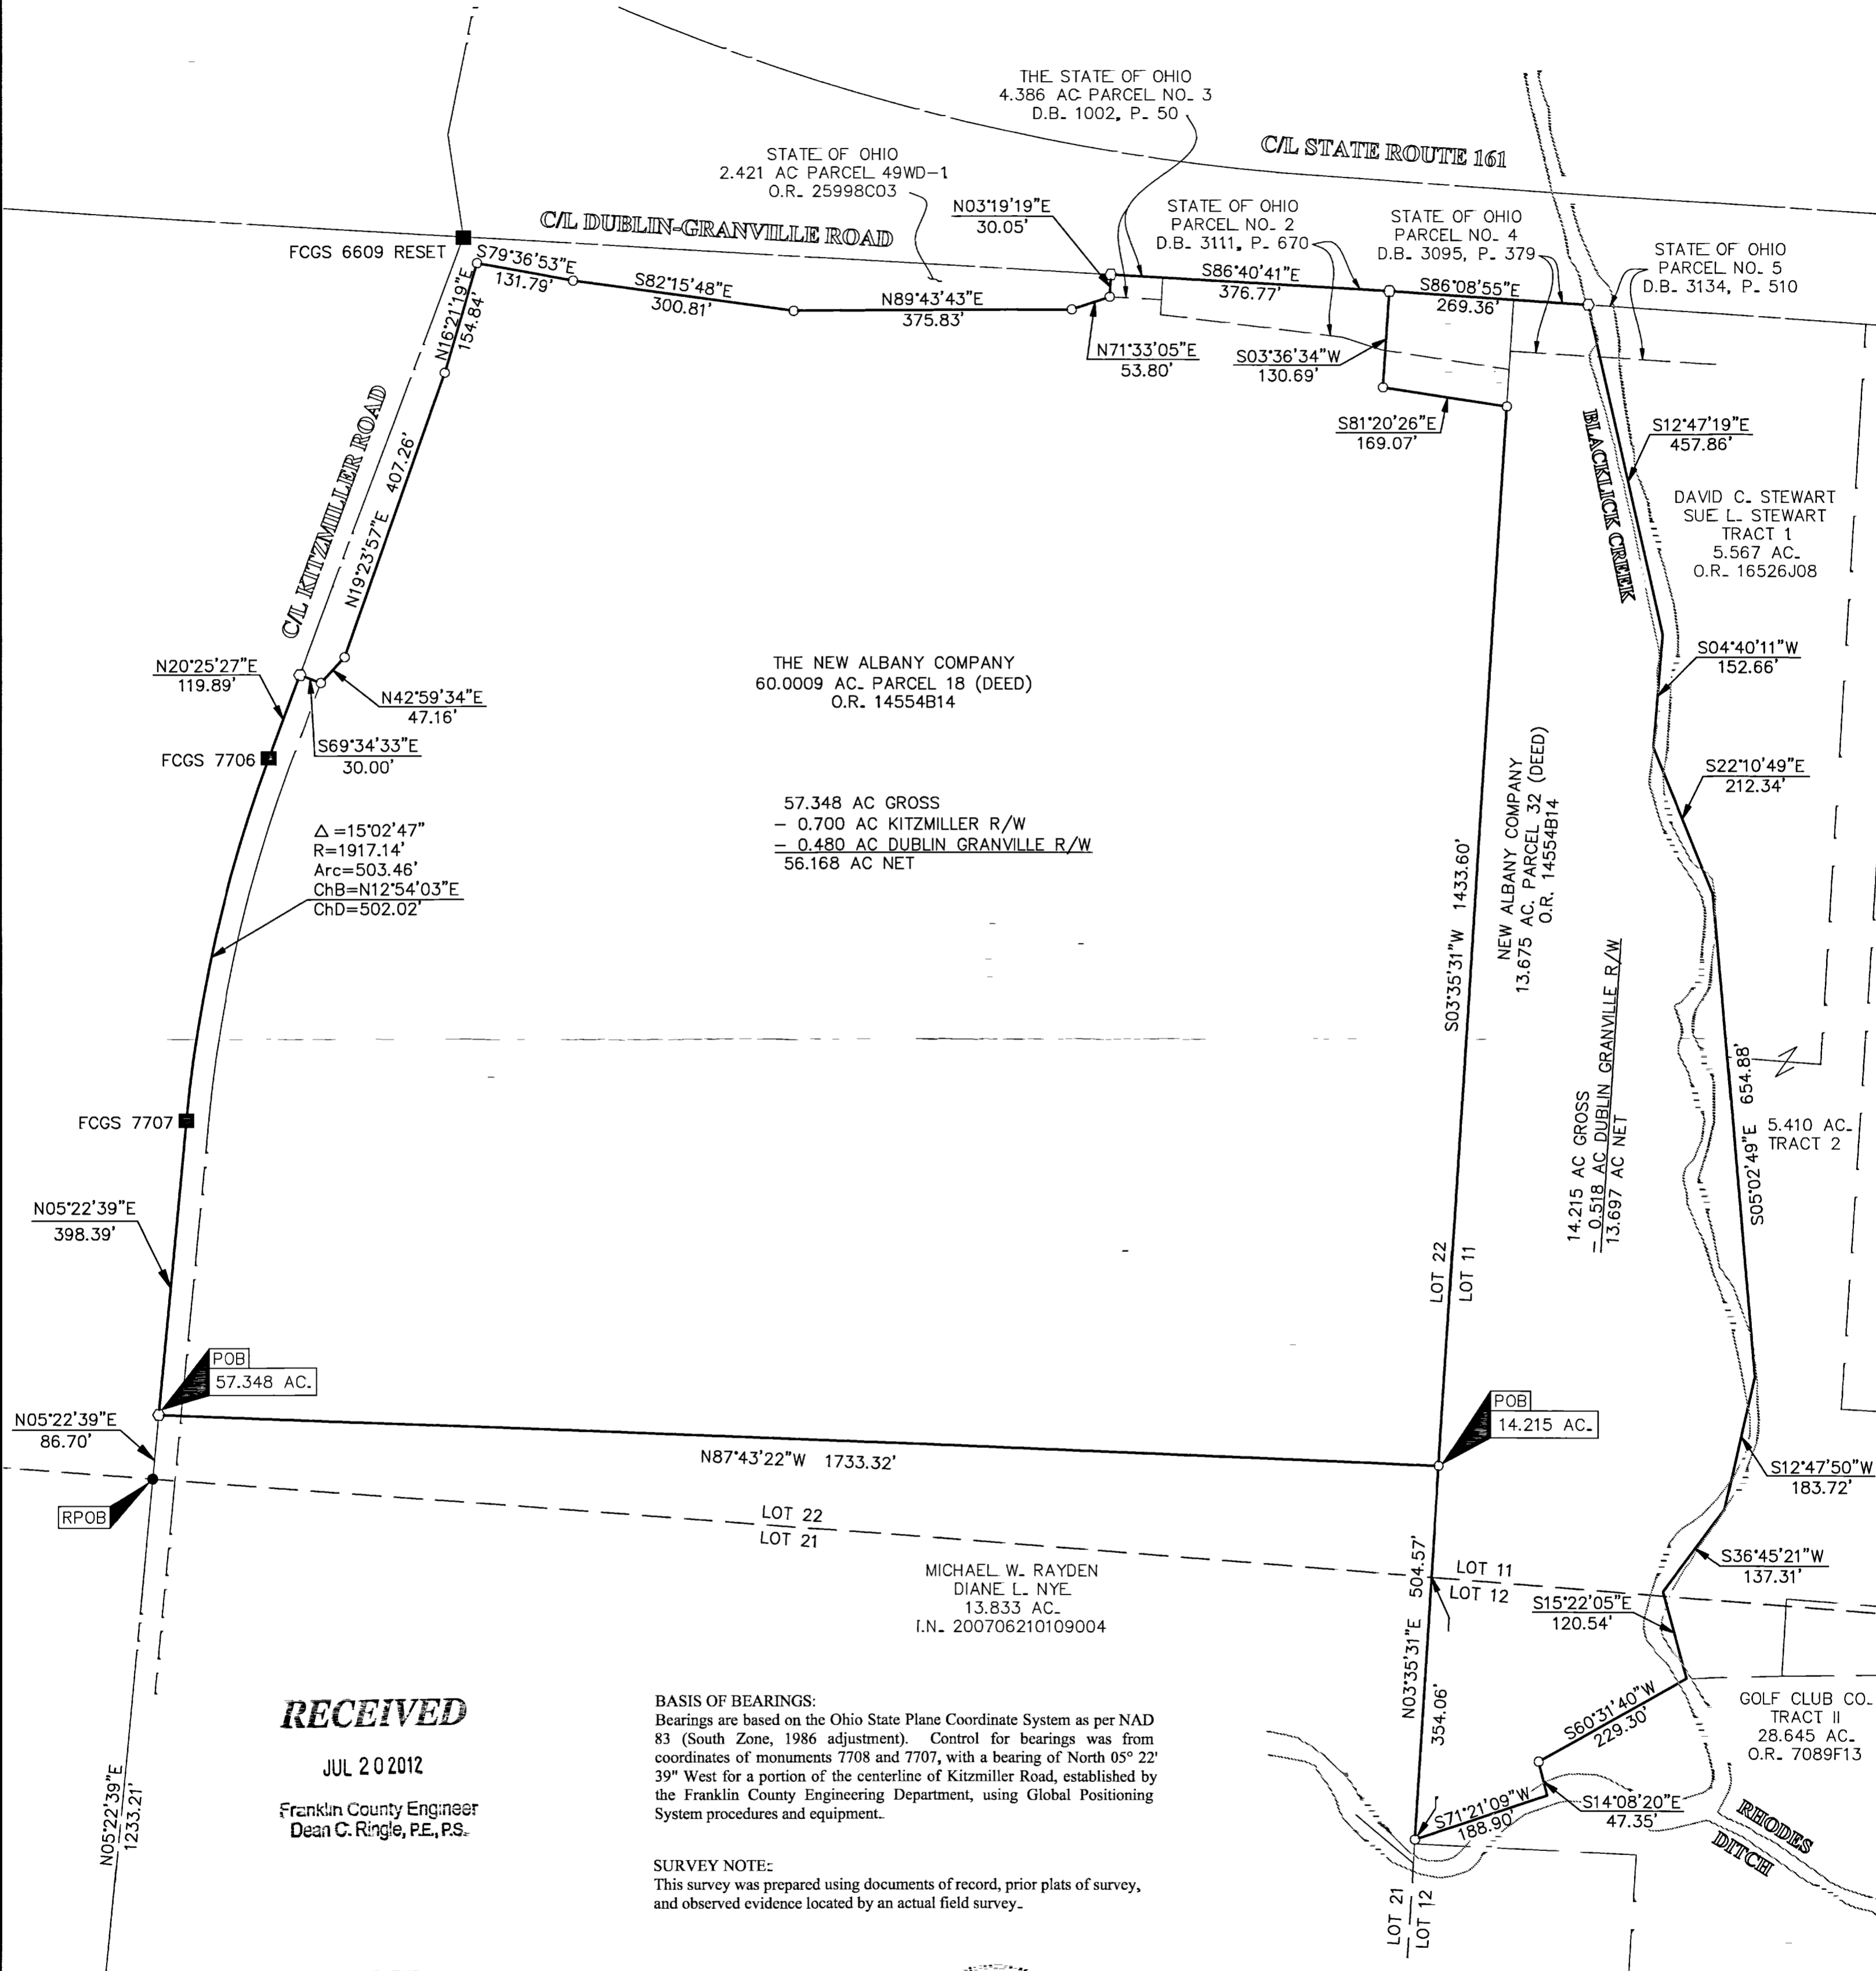 THE STATE OF OHIO
4.386 AC PARCEL NO. 3
D.B. 1002, P. 50
C/L STATE ROUTE 161
STATE OF OHIO
2.421 AC PARCEL 49WD-1
O.R. 25998C03
C/L DUBLIN-GRANVILLE ROAD
N03°19'19"E
30.05'
STATE OF OHIO
PARCEL NO. 2
D.B. 3111, P. 670
STATE OF OHIO
PARCEL NO. 4
D.B. 3095, P. 379
STATE OF OHIO
PARCEL NO. 5
D.B. 3134, P. 510
FCGS 6609 RESET
S79°36'53"E
131.79'
S82°15'48"E
300.81'
N89°43'43"E
375.83'
N71°33'05"E
53.80'
S86°40'41"E
376.77'
S86°08'55"E
269.36'
S03°36'34"W
130.69'
S81°20'26"E
169.07'
N16°21'19"E
154.84'
C/L KITZMILLER ROAD
N19°23'57"E 407.26'
BLACKLICK CREEK
S12°47'19"E
457.86'
DAVID C. STEWART
SUE L. STEWART
TRACT 1
5.567 AC.
O.R. 16526J08
N20°25'27"E
119.89'
N42°59'34"E
47.16'
S69°34'33"E
30.00'
FCGS 7706
THE NEW ALBANY COMPANY
60.0009 AC. PARCEL 18 (DEED)
O.R. 14554B14
S04°40'11"W
152.66'
S22°10'49"E
212.34'
57.348 AC GROSS
- 0.700 AC KITZMILLER R/W
- 0.480 AC DUBLIN GRANVILLE R/W
56.168 AC NET
Δ =15°02'47"
R=1917.14'
Arc=503.46'
ChB=N12°54'03"E
ChD=502.02'
S03°35'31"W 1433.60'
NEW ALBANY COMPANY
13.675 AC. PARCEL 32 (DEED)
O.R. 14554B14
14.215 AC GROSS
- 0.518 AC DUBLIN GRANVILLE R/W
13.697 AC NET
S05°02'49"E 654.88'
5.410 AC.
TRACT 2
FCGS 7707
N05°22'39"E
398.39'
LOT 22
LOT 11
POB
57.348 AC.
POB
14.215 AC.
N05°22'39"E
86.70'
N87°43'22"W 1733.32'
RPOB
LOT 22
LOT 21
S12°47'50"W
183.72'
S36°45'21"W
137.31'
LOT 11
LOT 12
S15°22'05"E
120.54'
MICHAEL W. RAYDEN
DIANE L. NYE
13.833 AC.
I.N. 200706210109004
N03°35'31"E 504.57'
354.06'
GOLF CLUB CO.
TRACT II
28.645 AC.
O.R. 7089F13
S60°31'40"W
229.30'
S71°21'09"W
188.90'
S14°08'20"E
47.35'
RHODES
DITCH
LOT 21
LOT 12
N05°22'39"E
1233.21'
RECEIVED
JUL 20 2012
Franklin County Engineer
Dean C. Ringle, P.E., P.S.
BASIS OF BEARINGS:
Bearings are based on the Ohio State Plane Coordinate System as per NAD
83 (South Zone, 1986 adjustment). Control for bearings was from
coordinates of monuments 7708 and 7707, with a bearing of North 05° 22'
39" West for a portion of the centerline of Kitzmiller Road, established by
the Franklin County Engineering Department, using Global Positioning
System procedures and equipment.
SURVEY NOTE:
This survey was prepared using documents of record, prior plats of survey,
and observed evidence located by an actual field survey.